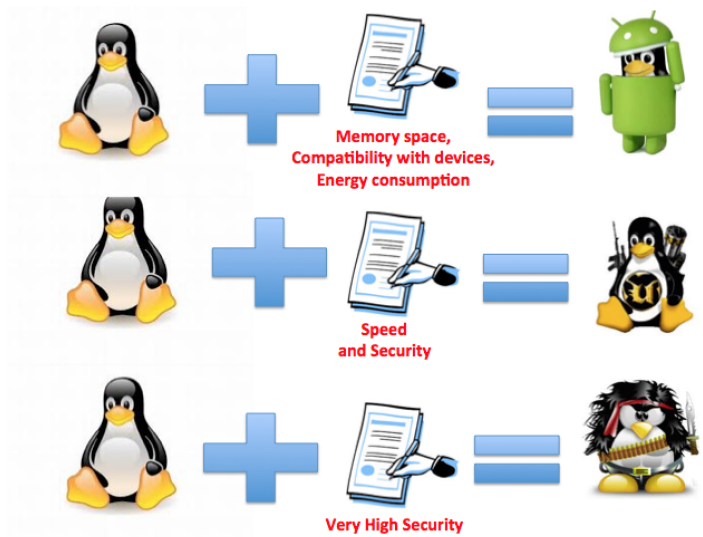 Memory space,
Compatibility with devices,
Energy consumption
Speed
and Security
Very High Security